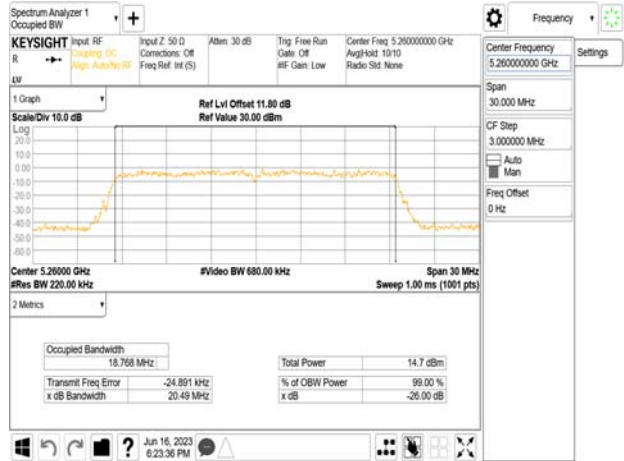 Spectrum Analyzer 1
Occupied BW
+
Frequency
KEYSIGHT Input: RF Input Z: 50 Ω Atten: 30 dB Trig: Free Run Center Freq: 5.260000000 GHz
R Coupling: DC Corrections: Off Gate: Off Avg|Hold: 10/10
Align: Auto/No RF Freq Ref: Int (S) #IF Gain: Low Radio Std: None
LXI
Center Frequency
5.260000000 GHz
Settings
Span
30.000 MHz
CF Step
3.000000 MHz
Auto
Man
Freq Offset
0 Hz
1 Graph
Ref Lvl Offset 11.80 dB
Scale/Div 10.0 dB Ref Value 30.00 dBm
Log
20.0
10.0
0.00
-10.0
-20.0
-30.0
-40.0
-50.0
-60.0
Center 5.26000 GHz #Video BW 680.00 kHz Span 30 MHz
#Res BW 220.00 kHz Sweep 1.00 ms (1001 pts)
2 Metrics
Occupied Bandwidth
18.768 MHz Total Power 14.7 dBm
Transmit Freq Error -24.891 kHz % of OBW Power 99.00 %
x dB Bandwidth 20.49 MHz x dB -26.00 dB
?
Jun 16, 2023
6:23:36 PM